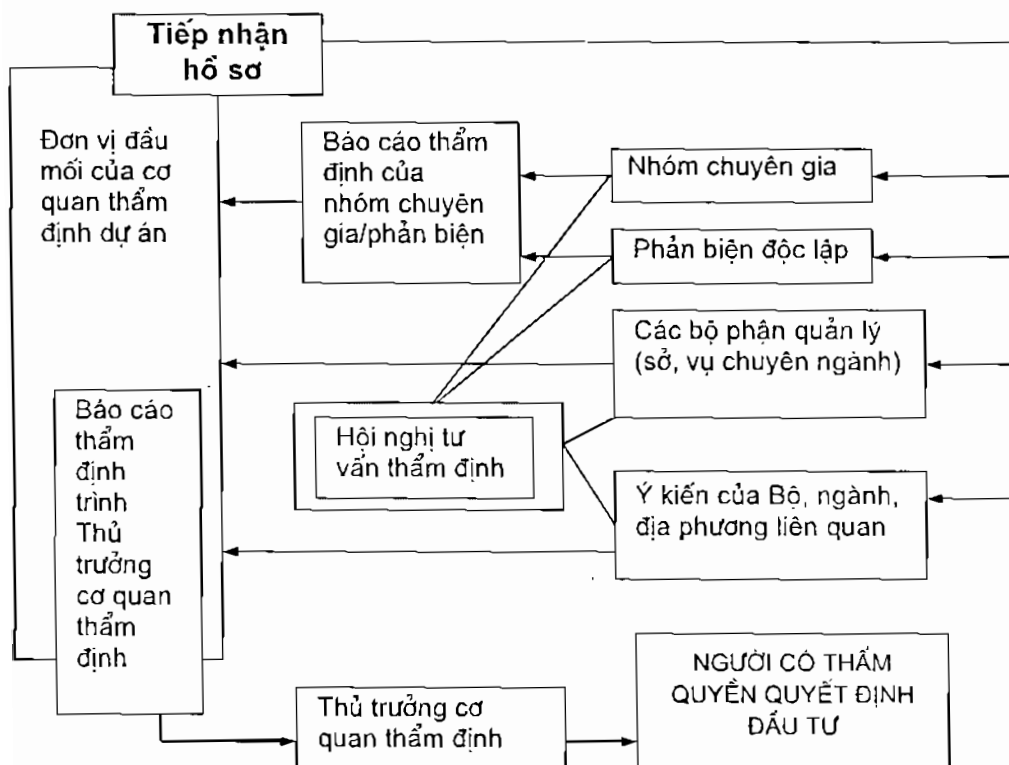 Tiếp nhận
hồ sơ
Đơn vị đầu
mối của cơ
quan thẩm
định dự án
Báo cáo thẩm
định của
nhóm chuyên
gia/phản biện
Nhóm chuyên gia
Phản biện độc lập
Các bộ phận quản lý
(sở, vụ chuyên ngành)
Báo cáo
thẩm
định
trình
Thủ
trưởng
cơ quan
thẩm
định
Hội nghị tư
vấn thẩm định
Ý kiến của Bộ, ngành,
địa phương liên quan
Thủ trưởng cơ
quan thẩm định
NGƯỜI CÓ THẨM
QUYỀN QUYẾT ĐỊNH
ĐẦU TƯ